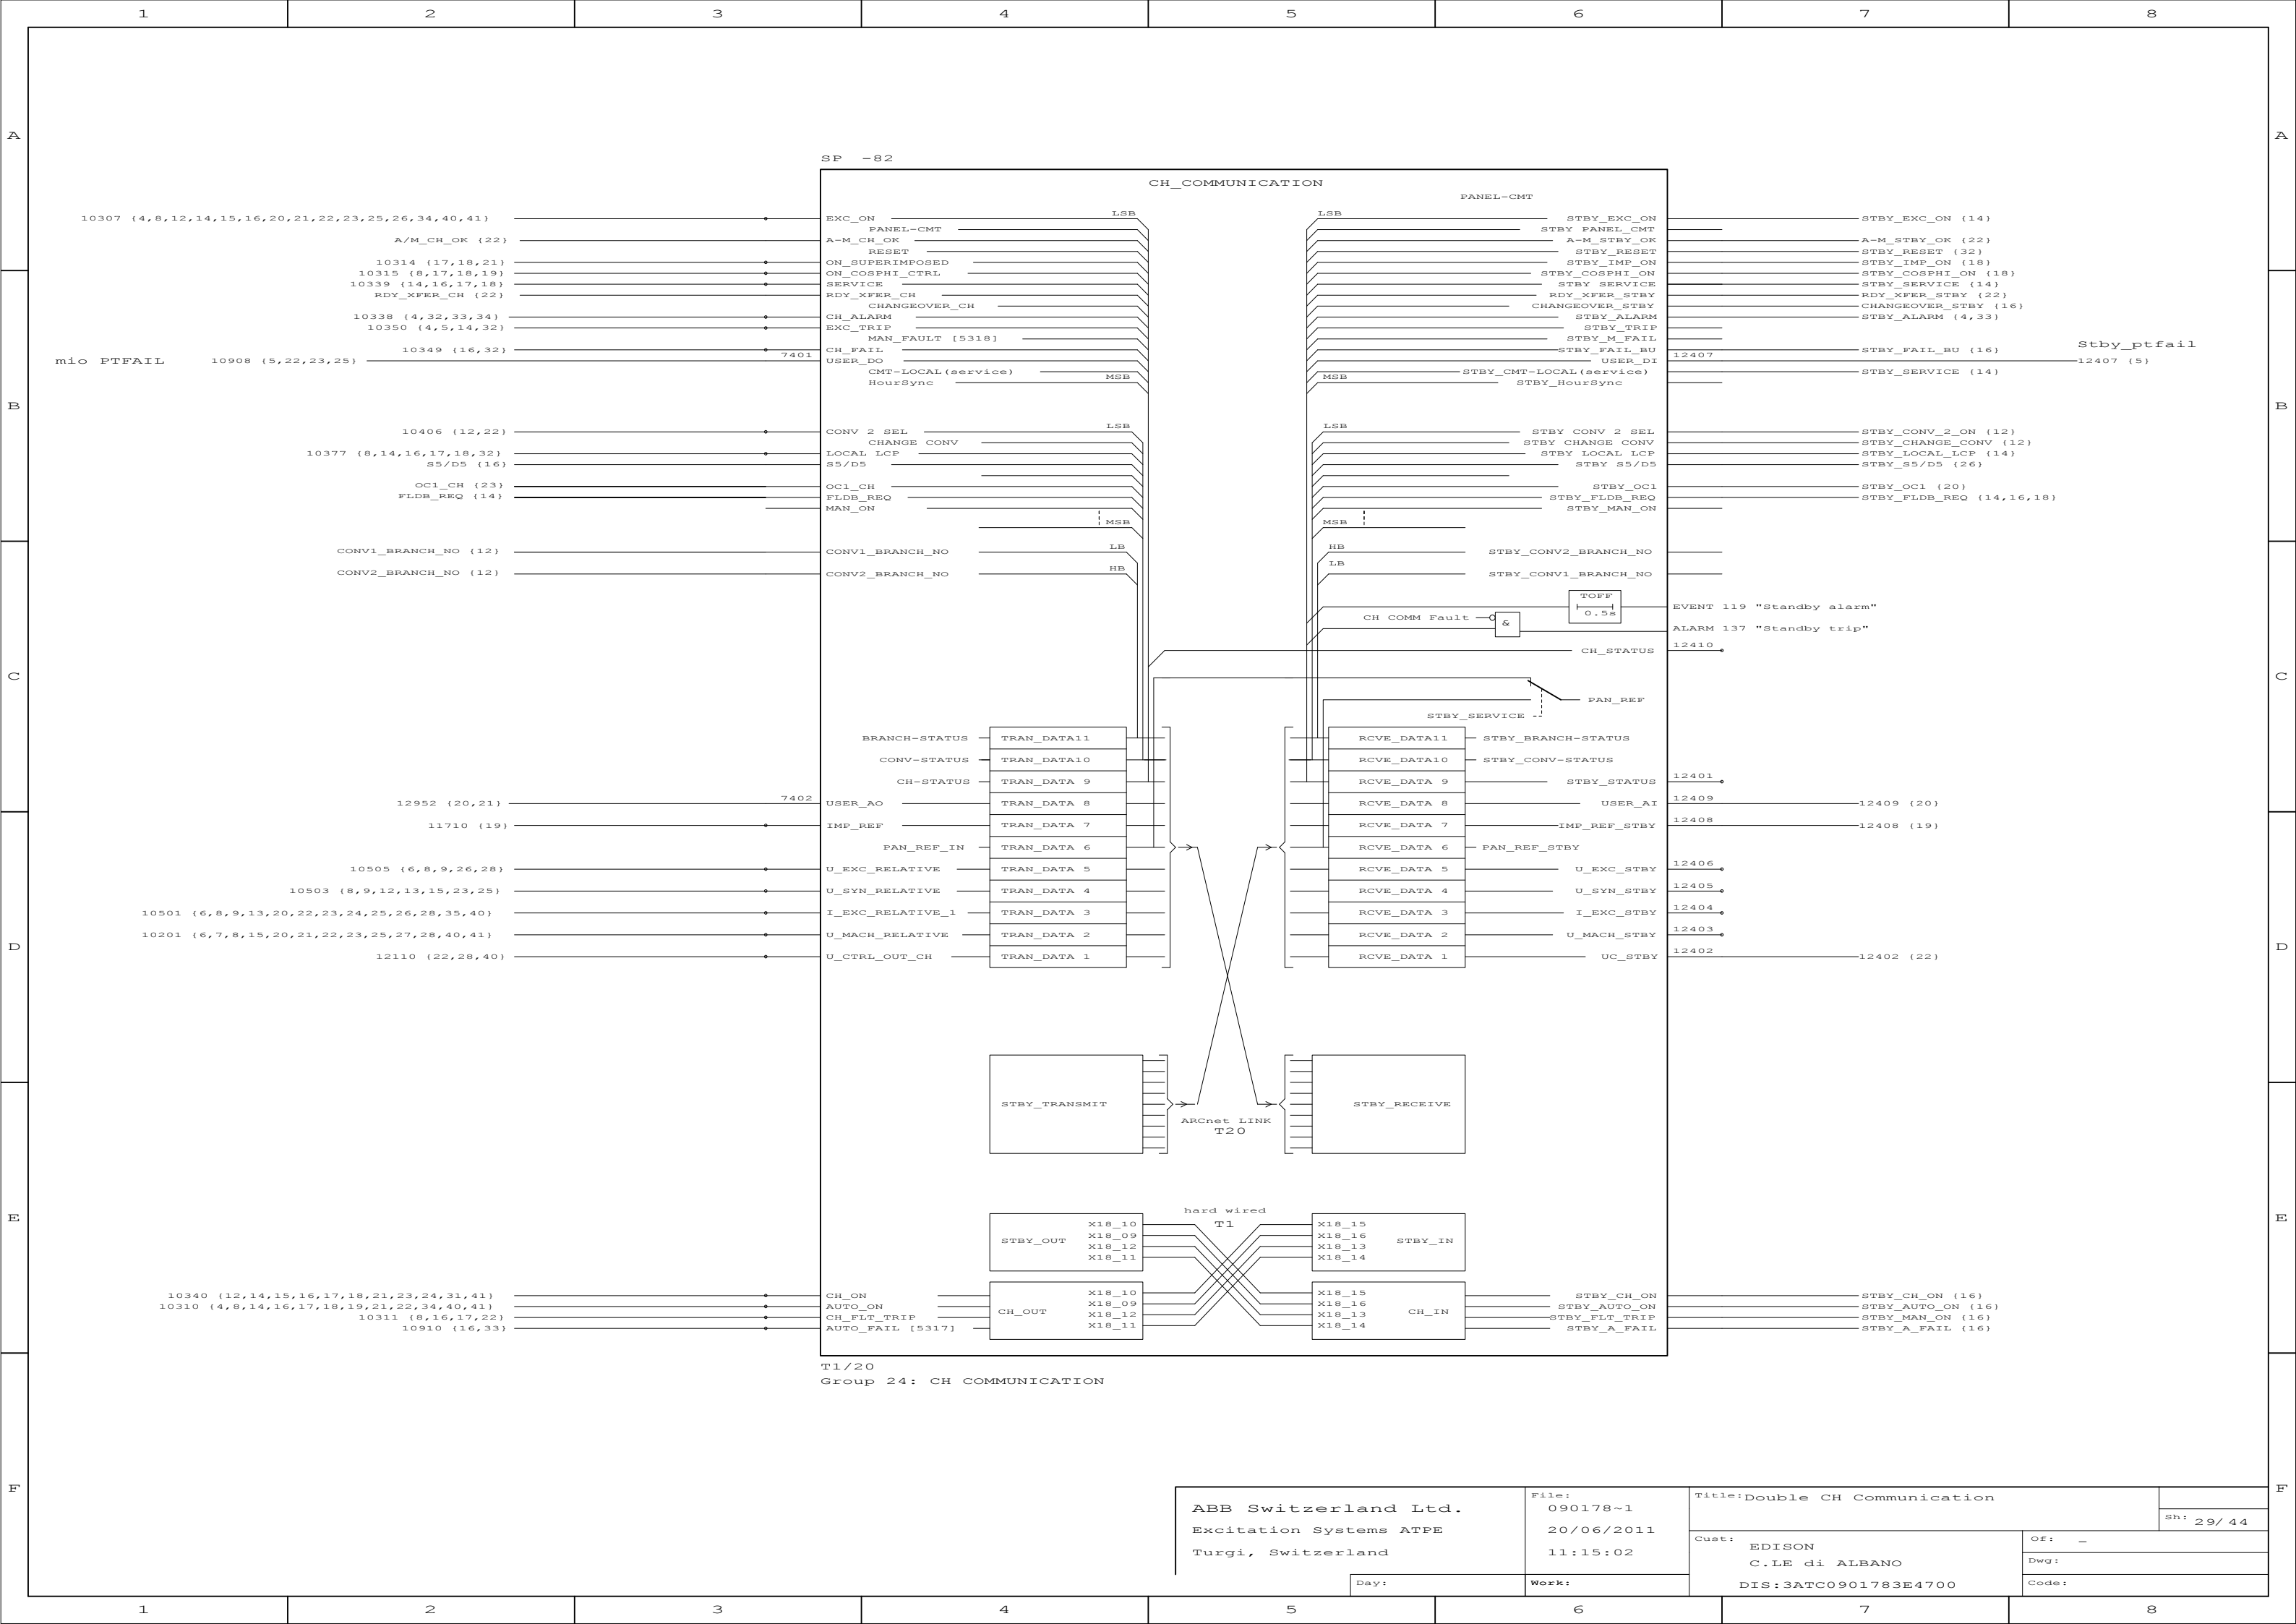 1 2 3 4 5 6 7 8
A A
SP -82
CH_COMMUNICATION
PANEL-CMT
10307 (4,8,12,14,15,16,20,21,22,23,25,26,34,40,41) EXC_ON LSB LSB STBY_EXC_ON STBY_EXC_ON (14)
PANEL-CMT STBY PANEL_CMT
A/M_CH_OK (22) A-M_CH_OK A-M_STBY_OK A-M_STBY_OK (22)
RESET STBY_RESET STBY_RESET (32)
10314 (17,18,21) ON_SUPERIMPOSED STBY_IMP_ON STBY_IMP_ON (18)
10315 (8,17,18,19) ON_COSPHI_CTRL STBY_COSPHI_ON STBY_COSPHI_ON (18)
10339 (14,16,17,18) SERVICE STBY SERVICE STBY_SERVICE (14)
RDY_XFER_CH (22) RDY_XFER_CH RDY_XFER_STBY RDY_XFER_STBY (22)
CHANGEOVER_CH CHANGEOVER_STBY CHANGEOVER_STBY (16)
10338 (4,32,33,34) CH_ALARM STBY_ALARM STBY_ALARM (4,33)
10350 (4,5,14,32) EXC_TRIP STBY_TRIP
MAN_FAULT [5318] STBY_M_FAIL
Stby_ptfail
10349 (16,32) CH_FAIL STBY_FAIL_BU STBY_FAIL_BU (16)
mio PTFAIL 10908 (5,22,23,25) 7401 USER_DO USER_DI 12407 12407 (5)
CMT-LOCAL(service) MSB MSB STBY_CMT-LOCAL(service) STBY_SERVICE (14)
HourSync STBY_HourSync
B B
10406 (12,22) CONV 2 SEL LSB LSB STBY CONV 2 SEL STBY_CONV_2_ON (12)
CHANGE CONV STBY CHANGE CONV STBY_CHANGE_CONV (12)
10377 (8,14,16,17,18,32) LOCAL LCP STBY LOCAL LCP STBY_LOCAL_LCP (14)
S5/D5 (16) S5/D5 STBY S5/D5 STBY_S5/D5 (26)
OC1_CH (23) OC1_CH STBY_OC1 STBY_OC1 (20)
FLDB_REQ (14) FLDB_REQ STBY_FLDB_REQ STBY_FLDB_REQ (14,16,18)
MAN_ON STBY_MAN_ON
MSB MSB
CONV1_BRANCH_NO (12) CONV1_BRANCH_NO LB HB STBY_CONV2_BRANCH_NO
CONV2_BRANCH_NO (12) CONV2_BRANCH_NO HB LB STBY_CONV1_BRANCH_NO
TOFF
0.5s EVENT 119 "Standby alarm"
CH COMM Fault & ALARM 137 "Standby trip"
CH_STATUS 12410
C C
PAN_REF
STBY_SERVICE
BRANCH-STATUS TRAN_DATA11 RCVE_DATA11 STBY_BRANCH-STATUS
CONV-STATUS TRAN_DATA10 RCVE_DATA10 STBY_CONV-STATUS
CH-STATUS TRAN_DATA 9 RCVE_DATA 9 STBY_STATUS 12401
12952 (20,21) 7402 USER_AO TRAN_DATA 8 RCVE_DATA 8 USER_AI 12409 12409 (20)
11710 (19) IMP_REF TRAN_DATA 7 RCVE_DATA 7 IMP_REF_STBY 12408 12408 (19)
PAN_REF_IN TRAN_DATA 6 RCVE_DATA 6 PAN_REF_STBY
10505 (6,8,9,26,28) U_EXC_RELATIVE TRAN_DATA 5 RCVE_DATA 5 U_EXC_STBY 12406
10503 (8,9,12,13,15,23,25) U_SYN_RELATIVE TRAN_DATA 4 RCVE_DATA 4 U_SYN_STBY 12405
10501 (6,8,9,13,20,22,23,24,25,26,28,35,40) I_EXC_RELATIVE_1 TRAN_DATA 3 RCVE_DATA 3 I_EXC_STBY 12404
10201 (6,7,8,15,20,21,22,23,25,27,28,40,41) U_MACH_RELATIVE TRAN_DATA 2 RCVE_DATA 2 U_MACH_STBY 12403
D D
12110 (22,28,40) U_CTRL_OUT_CH TRAN_DATA 1 RCVE_DATA 1 UC_STBY 12402 12402 (22)
STBY_TRANSMIT STBY_RECEIVE
ARCnet LINK
T20
hard wired
T1
E E
X18_10 X18_15
STBY_OUT X18_09 X18_16 STBY_IN
X18_12 X18_13
X18_11 X18_14
10340 (12,14,15,16,17,18,21,23,24,31,41) CH_ON X18_10 X18_15 STBY_CH_ON STBY_CH_ON (16)
10310 (4,8,14,16,17,18,19,21,22,34,40,41) AUTO_ON CH_OUT X18_09 X18_16 CH_IN STBY_AUTO_ON STBY_AUTO_ON (16)
10311 (8,16,17,22) CH_FLT_TRIP X18_12 X18_13 STBY_FLT_TRIP STBY_MAN_ON (16)
10910 (16,33) AUTO_FAIL [5317] X18_11 X18_14 STBY_A_FAIL STBY_A_FAIL (16)
T1/20
Group 24: CH COMMUNICATION
F F
ABB Switzerland Ltd.
Excitation Systems ATPE
Turgi, Switzerland
Day:
File:
090178~1
20/06/2011
11:15:02
Work:
Title: Double CH Communication
Sh: 29/ 44
Cust:
EDISON
C.LE di ALBANO
DIS:3ATC0901783E4700
Of: _
Dwg:
Code:
1 2 3 4 5 6 7 8